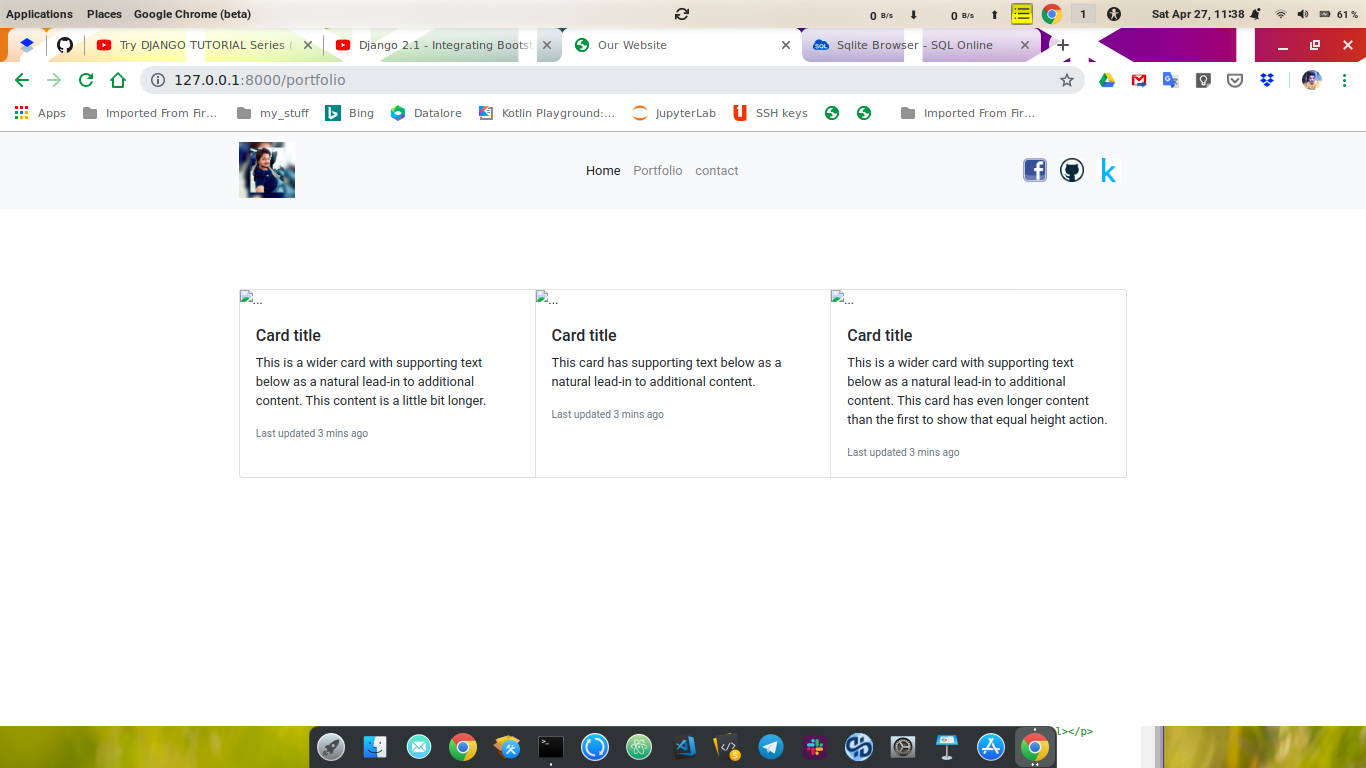 Applications Places Google Chrome (beta) 0 B/s 0 B/s 1 Sat Apr 27, 11:38 61 %
Try DJANGO TUTORIAL Series ( Django 2.1 - Integrating Bootst Our Website Sqlite Browser - SQL Online
127.0.0.1:8000/portfolio
Apps Imported From Fir... my_stuff Bing Datalore Kotlin Playground:... JupyterLab SSH keys Imported From Fir...
Home Portfolio contact
... ... ...
Card title Card title Card title
This is a wider card with supporting text
below as a natural lead-in to additional
content. This content is a little bit longer.
Last updated 3 mins ago
This card has supporting text below as a
natural lead-in to additional content.
Last updated 3 mins ago
This is a wider card with supporting text
below as a natural lead-in to additional
content. This card has even longer content
than the first to show that equal height action.
Last updated 3 mins ago
l></p>